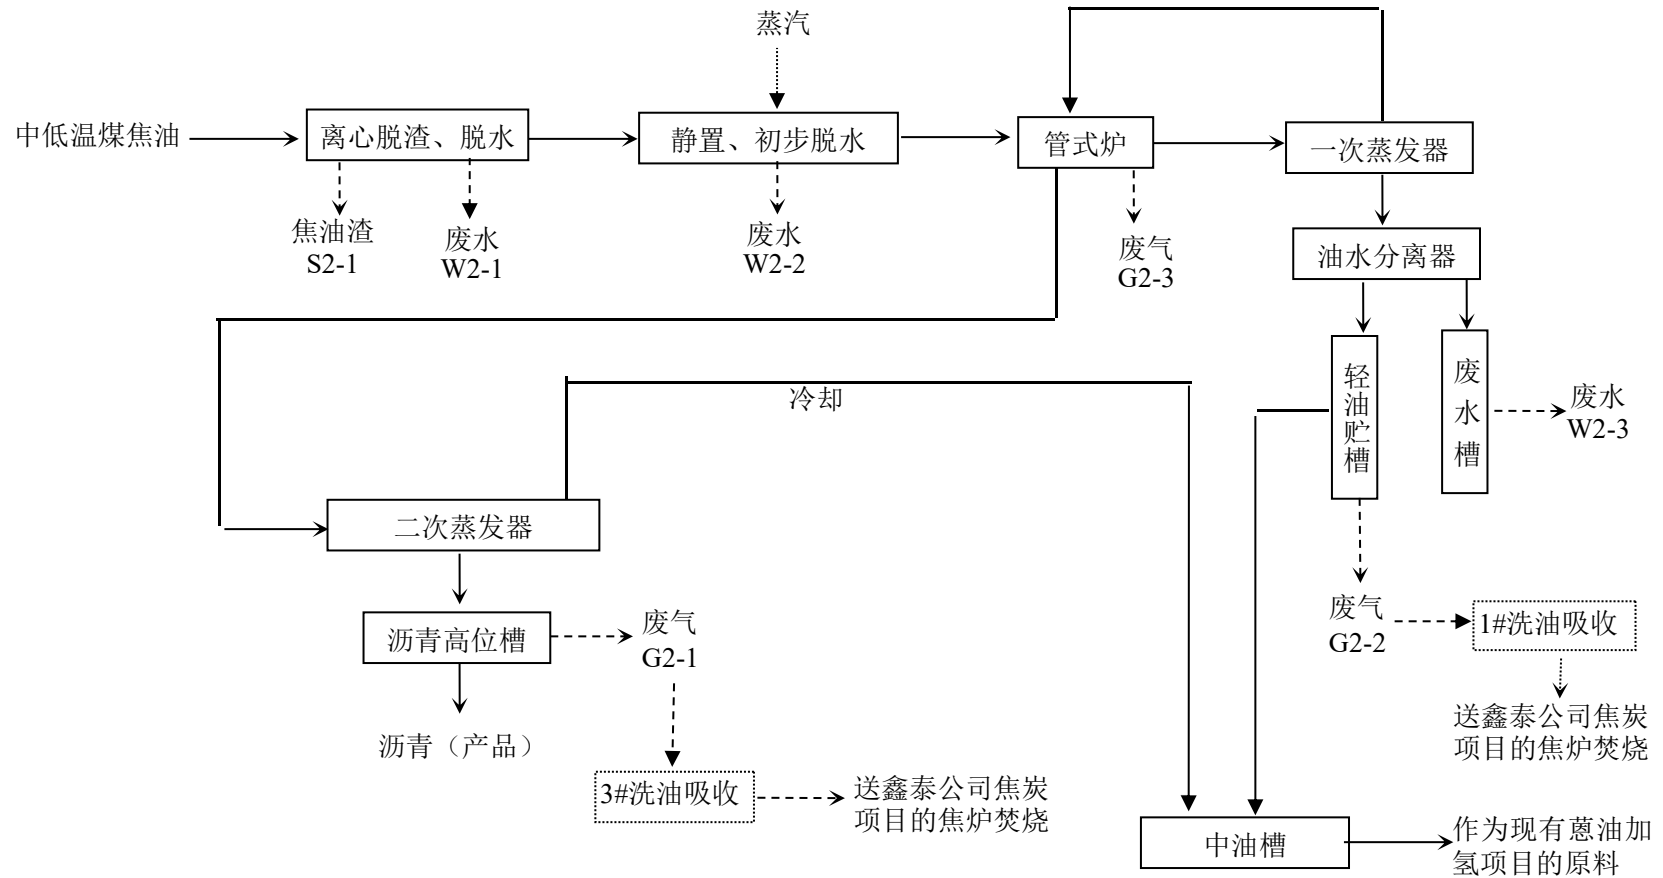 蒸汽
中低温煤焦油
离心脱渣、脱水
静置、初步脱水
管式炉
一次蒸发器
焦油渣
S2-1
废水
W2-1
废水
W2-2
废气
G2-3
油水分离器
轻油贮槽
废水槽
废水
W2-3
冷却
二次蒸发器
沥青高位槽
废气
G2-1
废气
G2-2
1#洗油吸收
沥青（产品）
送鑫泰公司焦炭
项目的焦炉焚烧
3#洗油吸收
送鑫泰公司焦炭
项目的焦炉焚烧
中油槽
作为现有蒽油加
氢项目的原料